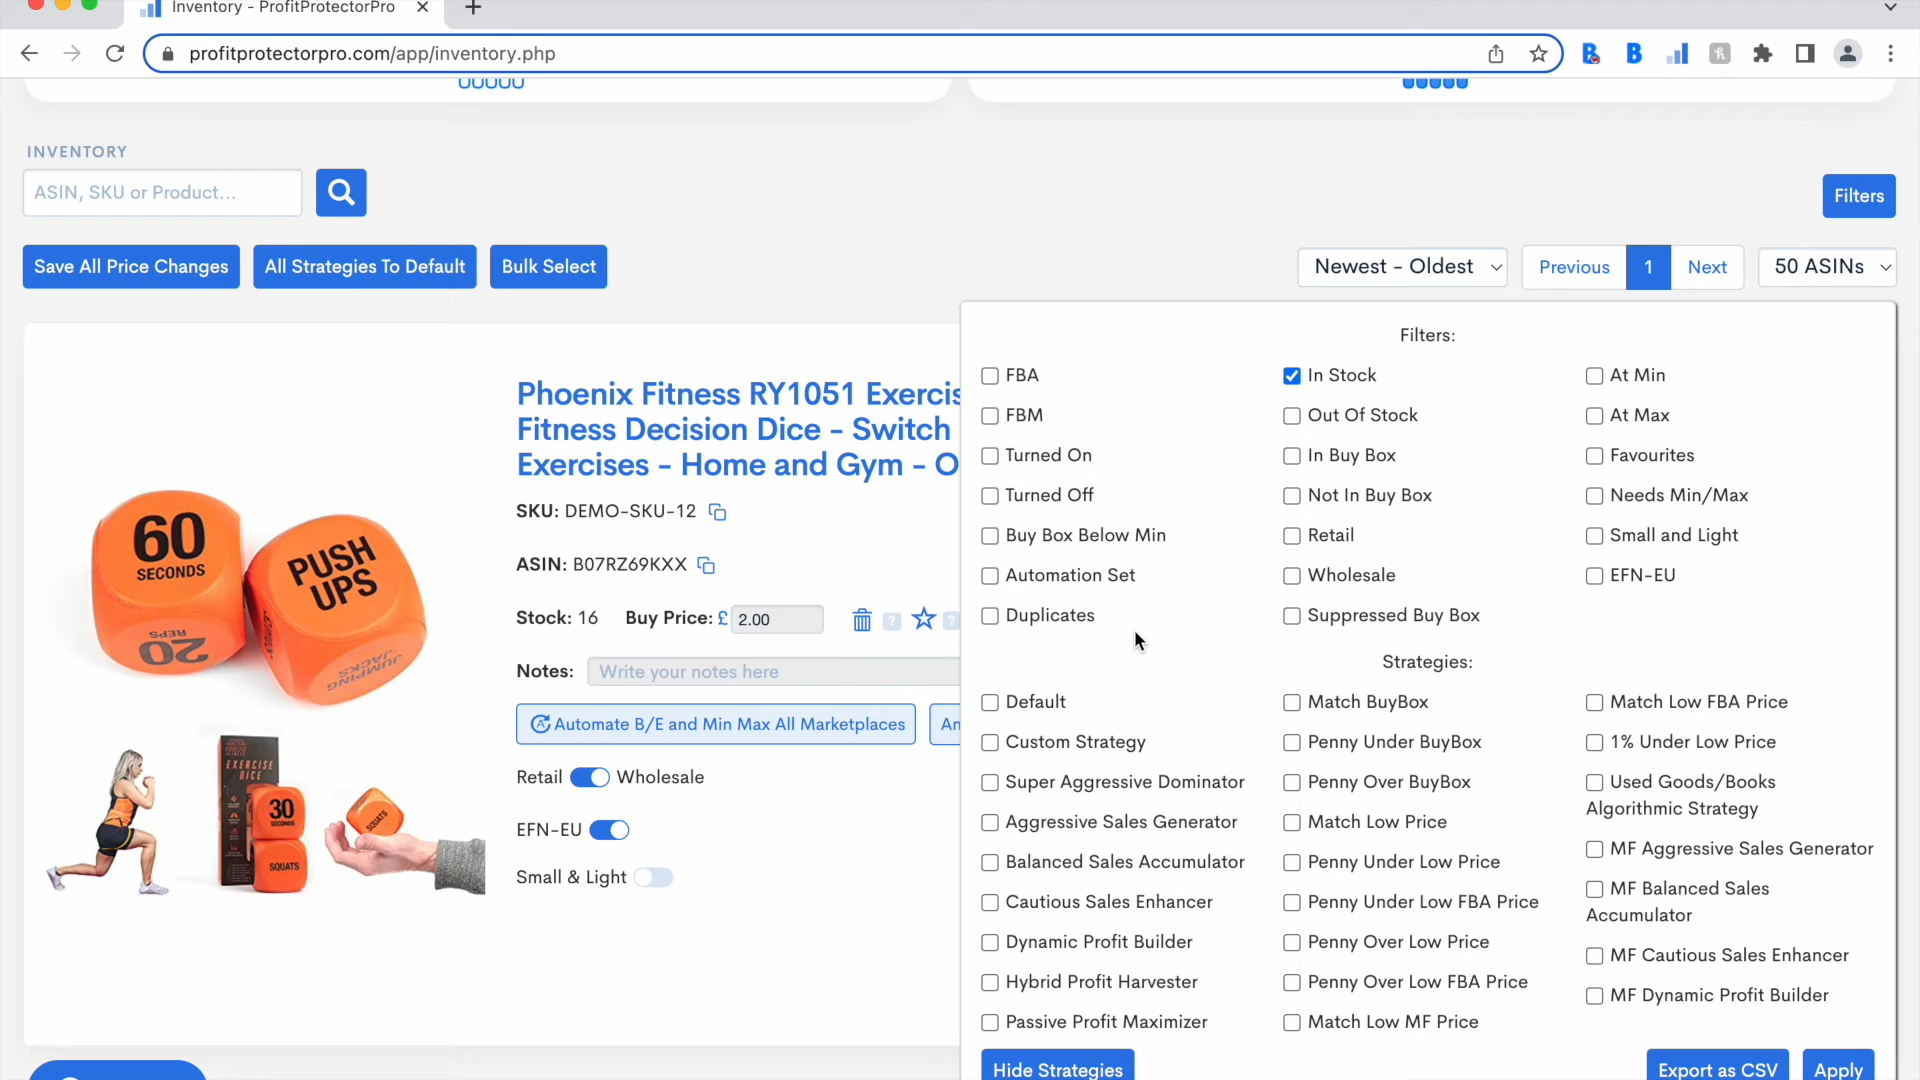 Inventory - ProfitProtectorPro
profitprotectorpro.com/app/inventory.php
INVENTORY
ASIN, SKU or Product...
Filters
Save All Price Changes
All Strategies To Default
Bulk Select
Newest - Oldest
Previous
1
Next
50 ASINs
Phoenix Fitness RY1051 Exercis
Fitness Decision Dice - Switch
Exercises - Home and Gym - O
SKU: DEMO-SKU-12
ASIN: B07RZ69KXX
Stock: 16 Buy Price: £ 2.00
? ?
Notes: Write your notes here
Automate B/E and Min Max All Marketplaces
An
Retail Wholesale
EFN-EU
Small & Light
60
SECONDS
20
REPS
PUSH
UPS
JUMPING
JACKS
EXERCISE
DICE
30
SECONDS
SQUATS
SQUATS
Filters:
FBA
FBM
Turned On
Turned Off
Buy Box Below Min
Automation Set
Duplicates
In Stock
Out Of Stock
In Buy Box
Not In Buy Box
Retail
Wholesale
Suppressed Buy Box
At Min
At Max
Favourites
Needs Min/Max
Small and Light
EFN-EU
Strategies:
Default
Custom Strategy
Super Aggressive Dominator
Aggressive Sales Generator
Balanced Sales Accumulator
Cautious Sales Enhancer
Dynamic Profit Builder
Hybrid Profit Harvester
Passive Profit Maximizer
Match BuyBox
Penny Under BuyBox
Penny Over BuyBox
Match Low Price
Penny Under Low Price
Penny Under Low FBA Price
Penny Over Low Price
Penny Over Low FBA Price
Match Low MF Price
Match Low FBA Price
1% Under Low Price
Used Goods/Books
Algorithmic Strategy
MF Aggressive Sales Generator
MF Balanced Sales
Accumulator
MF Cautious Sales Enhancer
MF Dynamic Profit Builder
Hide Strategies
Export as CSV
Apply